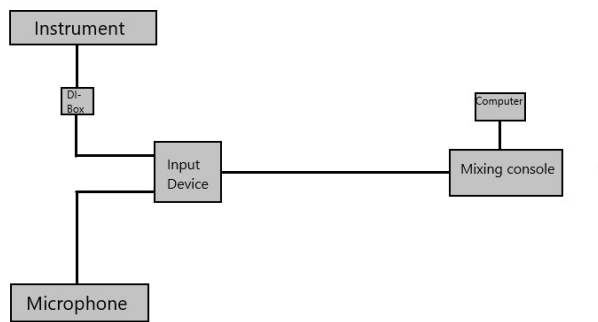 Instrument
DI-
Box
Computer
Input
Device
Mixing console
Microphone